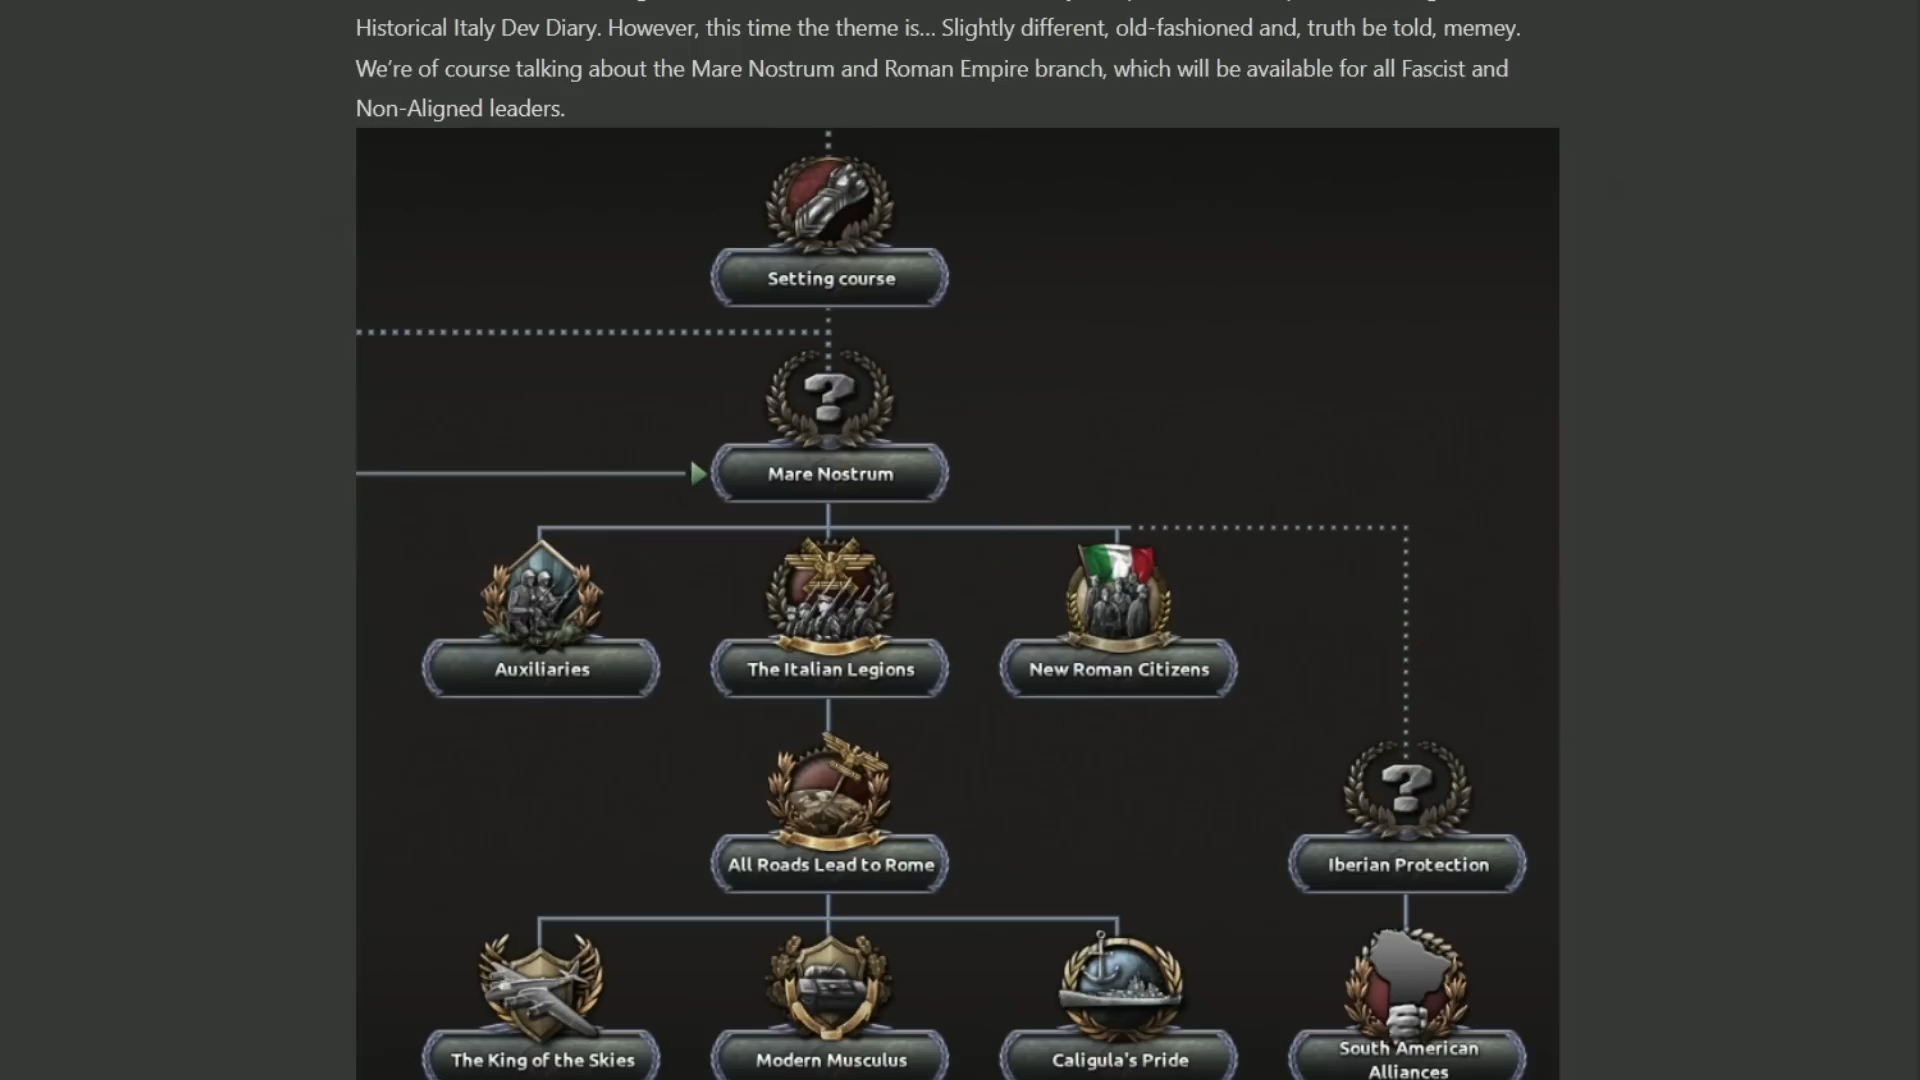 Historical Italy Dev Diary. However, this time the theme is... Slightly different, old-fashioned and, truth be told, memey.
We’re of course talking about the Mare Nostrum and Roman Empire branch, which will be available for all Fascist and
Non-Aligned leaders.
Setting course
Mare Nostrum
Auxiliaries
The Italian Legions
New Roman Citizens
All Roads Lead to Rome
Iberian Protection
The King of the Skies
Modern Musculus
Caligula's Pride
South American
Alliances